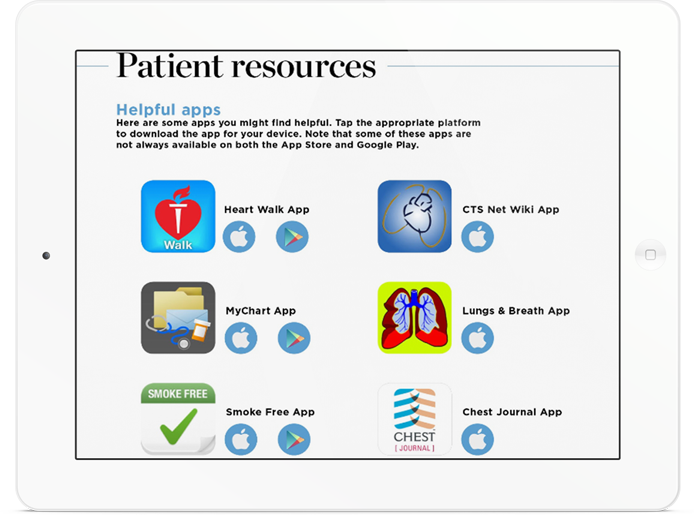 Patient resources
Helpful apps
Here are some apps you might find helpful. Tap the appropriate platform
to download the app for your device. Note that some of these apps are
not always available on both the App Store and Google Play.
Walk
Heart Walk App
CTS Net Wiki App
MyChart App
Lungs & Breath App
SMOKE FREE
Smoke Free App
CHEST
[ JOURNAL ]
Chest Journal App